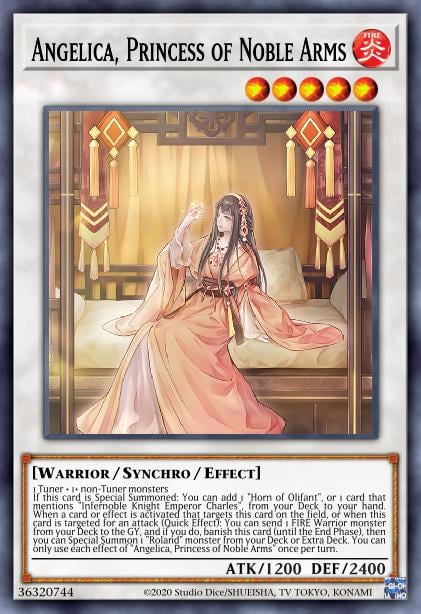 ANGELICA, PRINCESS OF NOBLE ARMS
FIRE
炎
[WARRIOR / SYNCHRO / EFFECT]
1 Tuner + 1+ non-Tuner monsters
If this card is Special Summoned: You can add 1 "Horn of Olifant", or 1 card that
mentions "Infernoble Knight Emperor Charles", from your Deck to your hand.
When a card or effect is activated that targets this card on the field, or when this
card is targeted for an attack (Quick Effect): You can send 1 FIRE Warrior monster
from your Deck to the GY, and if you do, banish this card (until the End Phase), then
you can Special Summon 1 "Roland" monster from your Deck or Extra Deck. You can
only use each effect of "Angelica, Princess of Noble Arms" once per turn.
ATK/1200 DEF/2400
36320744
©2020 Studio Dice/SHUEISHA, TV TOKYO, KONAMI